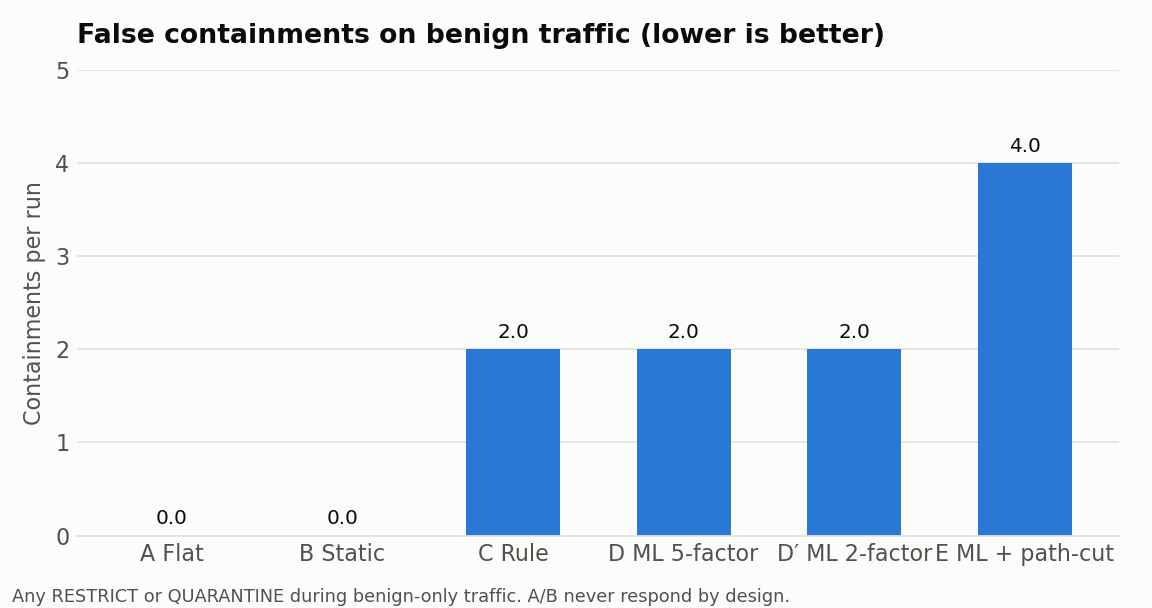 False containments on benign traffic (lower is better)
Containments per run
5
4
3
2
1
0
0.0
0.0
2.0
2.0
2.0
4.0
A Flat
B Static
C Rule
D ML 5-factor
D′ ML 2-factor
E ML + path-cut
Any RESTRICT or QUARANTINE during benign-only traffic. A/B never respond by design.